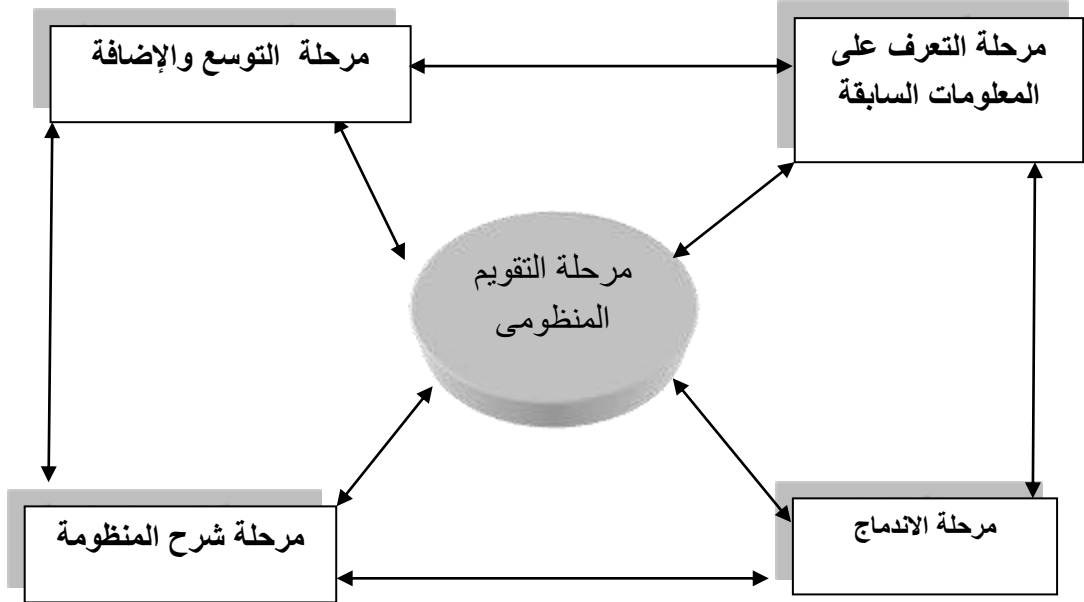 مرحلة التعرف على
المعلومات السابقة
مرحلة التوسع والإضافة
مرحلة التقويم
المنظومى
مرحلة الاندماج
مرحلة شرح المنظومة